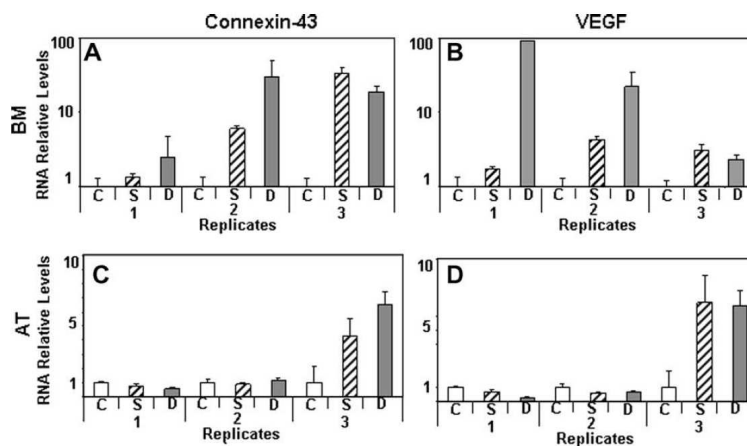 Connexin-43 VEGF
A
100
10
1
BM
RNA Relative Levels
C S D C S D C S D
1 2 3
Replicates
B
100
10
1
C S D C S D C S D
1 2 3
Replicates
C
10
5
1
AT
RNA Relative Levels
C S D C S D C S D
1 2 3
Replicates
D
10
5
1
C S D C S D C S D
1 2 3
Replicates